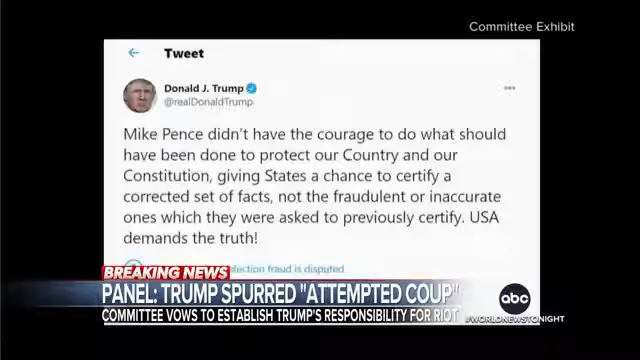 Committee Exhibit
Tweet
Donald J. Trump
@realDonaldTrump
Mike Pence didn't have the courage to do what should
have been done to protect our Country and our
Constitution, giving States a chance to certify a
corrected set of facts, not the fraudulent or inaccurate
ones which they were asked to previously certify. USA
demands the truth!
election fraud is disputed
BREAKING NEWS
PANEL: TRUMP SPURRED "ATTEMPTED COUP"
COMMITTEE VOWS TO ESTABLISH TRUMP'S RESPONSIBILITY FOR RIOT
abc
#WORLDNEWSTONIGHT